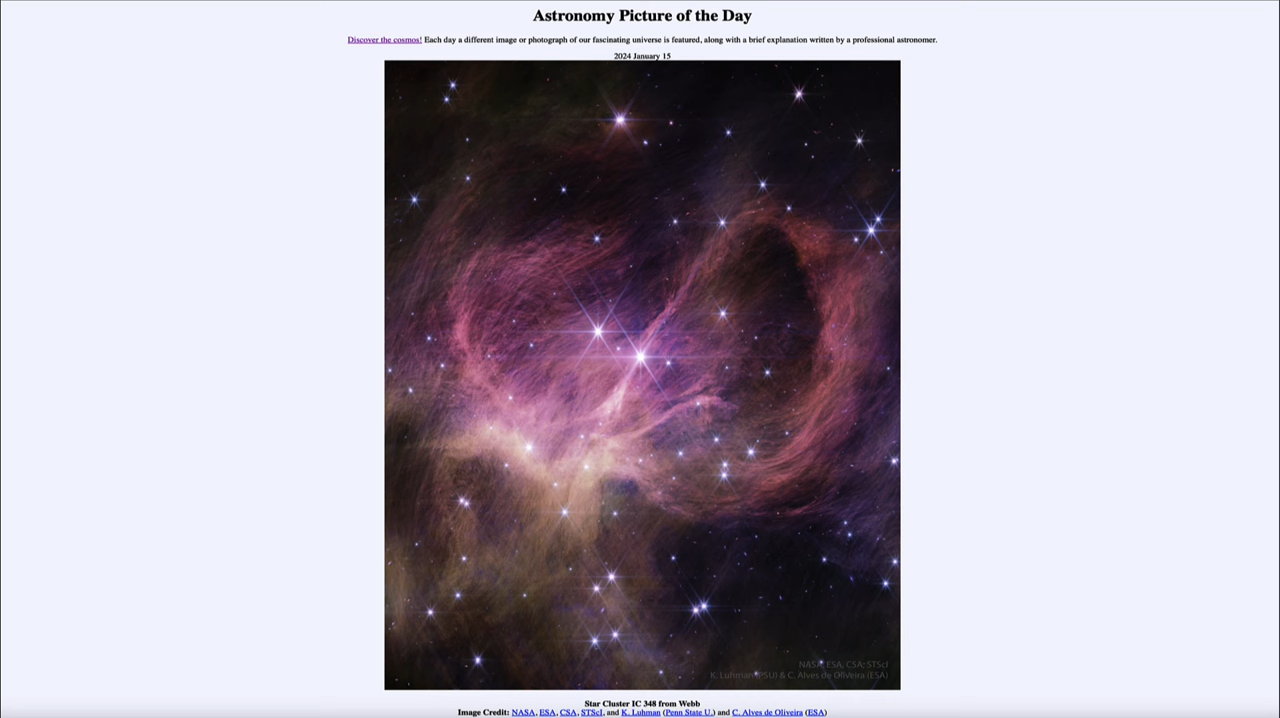 Astronomy Picture of the Day
Discover the cosmos! Each day a different image or photograph of our fascinating universe is featured, along with a brief explanation written by a professional astronomer.
2024 January 15
NASA, ESA, CSA, STScI
K. Luhman (PSU) & C. Alves de Oliveira (ESA)
Star Cluster IC 348 from Webb
Image Credit: NASA, ESA, CSA, STScI, and K. Luhman (Penn State U.) and C. Alves de Oliveira (ESA)